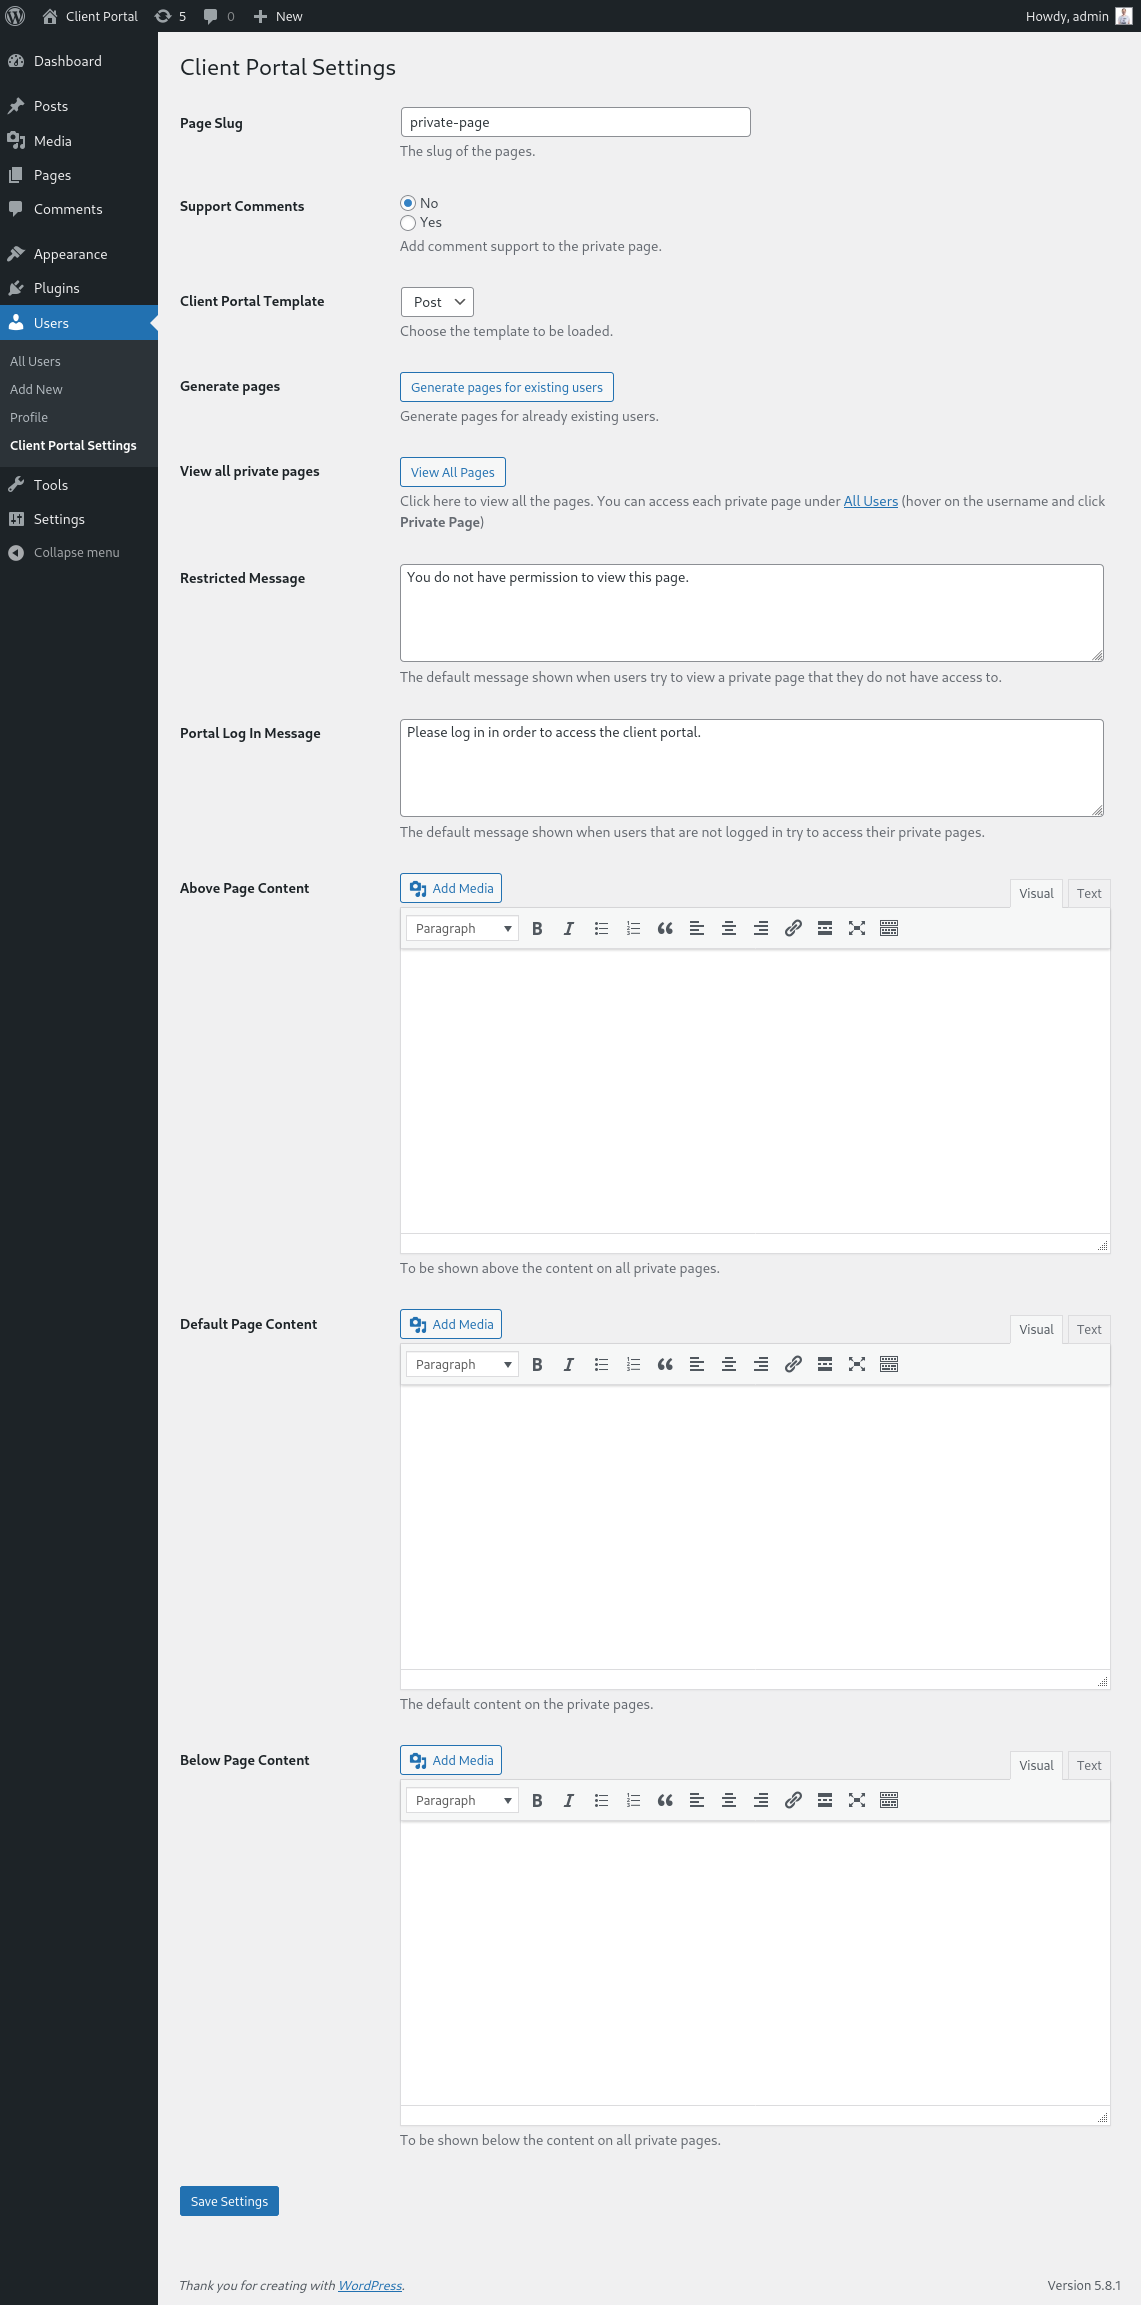 Client Portal 5 0 New Howdy, admin
Dashboard
Posts
Media
Pages
Comments
Appearance
Plugins
Users
All Users
Add New
Profile
Client Portal Settings
Tools
Settings
Collapse menu
Client Portal Settings
Page Slug
private-page
The slug of the pages.
Support Comments
No
Yes
Add comment support to the private page.
Client Portal Template
Post
Choose the template to be loaded.
Generate pages
Generate pages for existing users
Generate pages for already existing users.
View all private pages
View All Pages
Click here to view all the pages. You can access each private page under All Users (hover on the username and click
Private Page)
Restricted Message
You do not have permission to view this page.
The default message shown when users try to view a private page that they do not have access to.
Portal Log In Message
Please log in in order to access the client portal.
The default message shown when users that are not logged in try to access their private pages.
Above Page Content
Add Media
Visual Text
Paragraph
To be shown above the content on all private pages.
Default Page Content
Add Media
Visual Text
Paragraph
The default content on the private pages.
Below Page Content
Add Media
Visual Text
Paragraph
To be shown below the content on all private pages.
Save Settings
Thank you for creating with WordPress.
Version 5.8.1